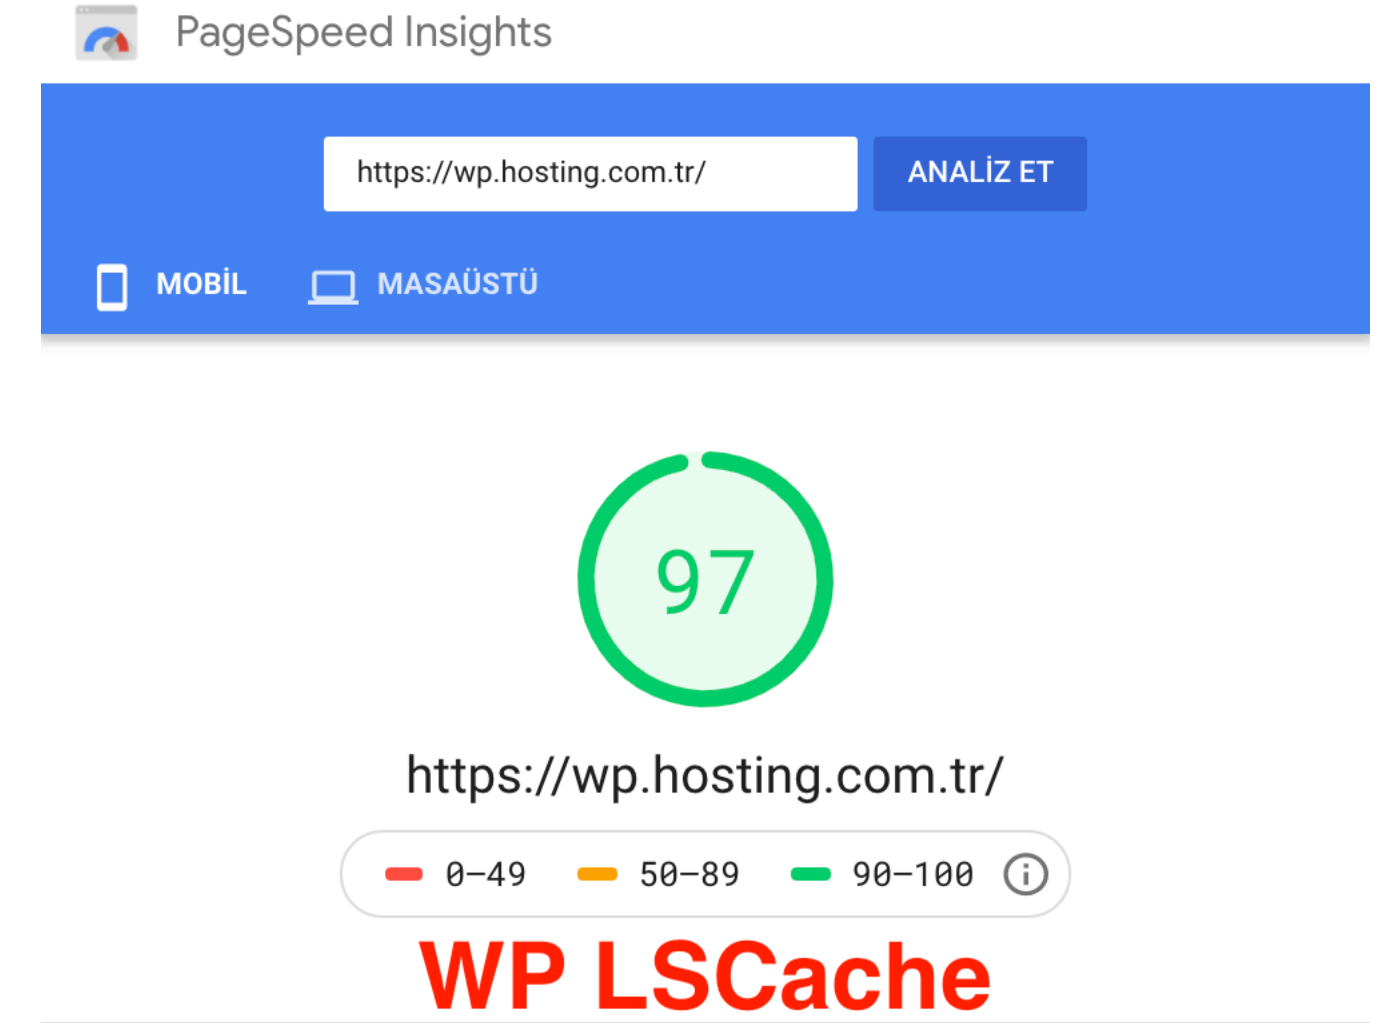 PageSpeed Insights
https://wp.hosting.com.tr/ ANALİZ ET
MOBİL MASAÜSTÜ
97
https://wp.hosting.com.tr/
0–49 50–89 90–100
WP LSCache